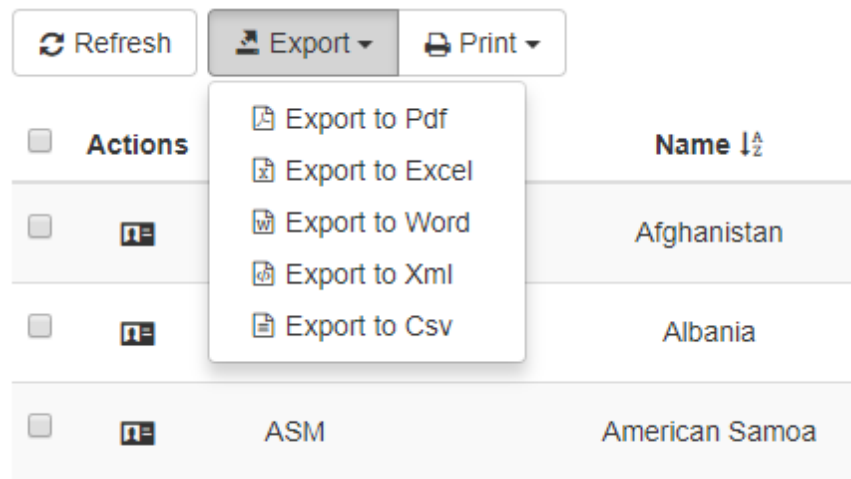 Refresh Export Print
Export to Pdf
Actions Name
Export to Excel
Export to Word
Afghanistan
Export to Xml
Export to Csv
Albania
ASM American Samoa